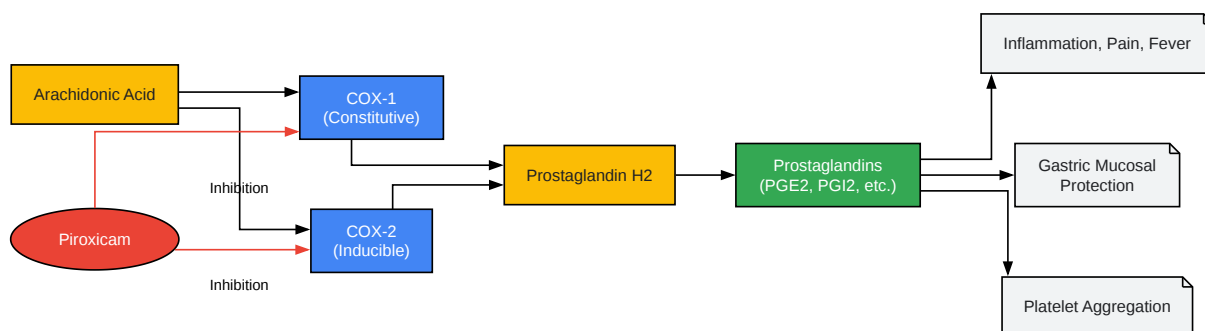 Inflammation, Pain, Fever
Arachidonic Acid
COX-1
(Constitutive)
Prostaglandin H2
Prostaglandins
(PGE2, PGI2, etc.)
Gastric Mucosal
Protection
Inhibition
Piroxicam
COX-2
(Inducible)
Inhibition
Platelet Aggregation